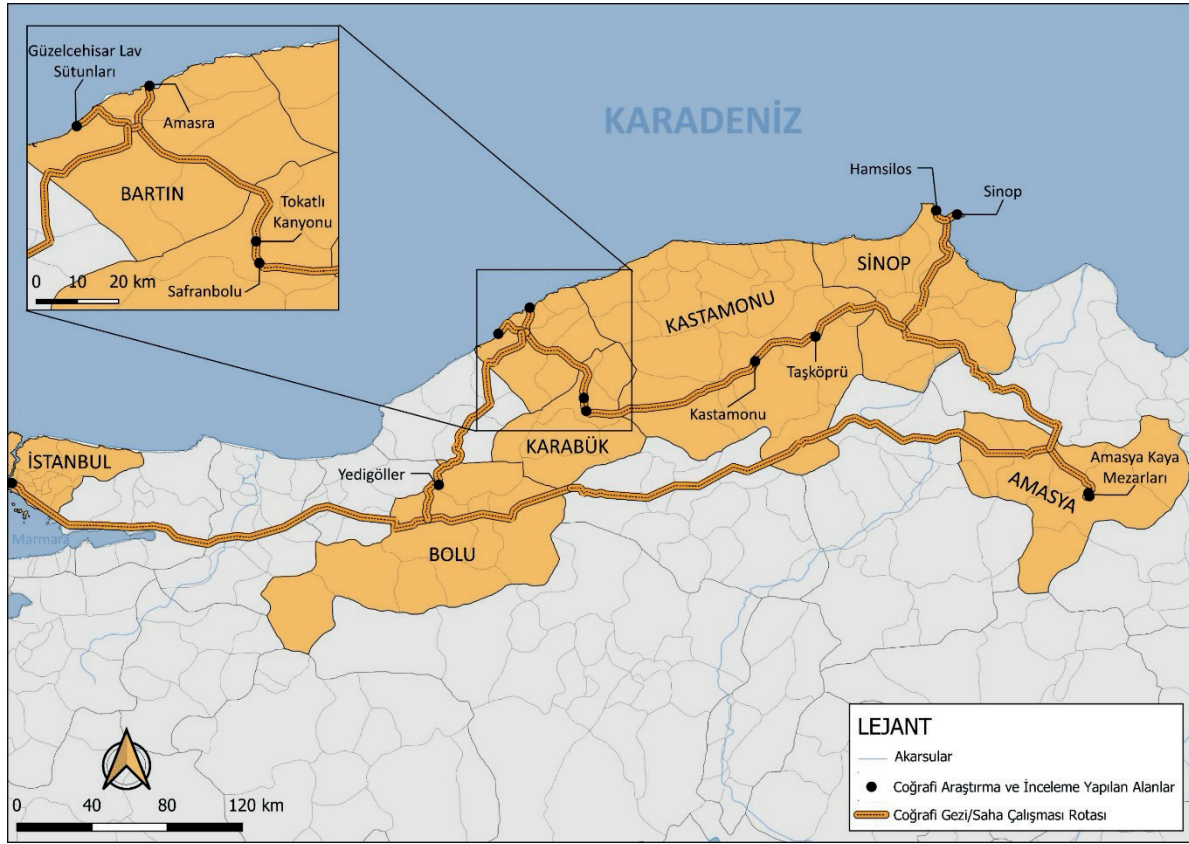 Güzelcehisar Lav
Sütunları
Amasra
BARTIN
Tokatlı
Kanyonu
0 10 20 km
Safranbolu
KARADENİZ
Hamsilos
Sinop
SİNOP
KASTAMONU
Taşköprü
Kastamonu
KARABÜK
İSTANBUL
Yedigöller
Marmara
BOLU
Amasya Kaya
Mezarları
AMASYA
0 40 80 120 km
LEJANT
Akarsular
Coğrafi Araştırma ve İnceleme Yapılan Alanlar
Coğrafi Gezi/Saha Çalışması Rotası